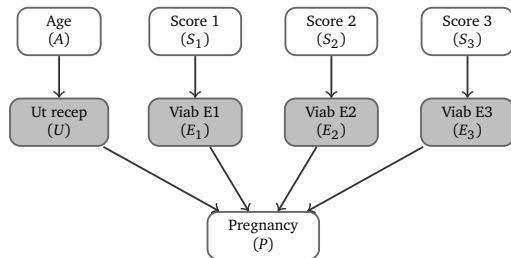 Age
(A)
Score 1
(S₁)
Score 2
(S₂)
Score 3
(S₃)
Ut recep
(U)
Viab E1
(E₁)
Viab E2
(E₂)
Viab E3
(E₃)
Pregnancy
(P)